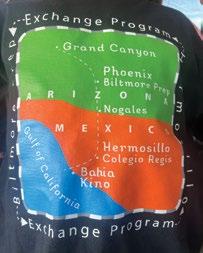 Exchange Program
Grand Canyon
Phoenix
Biltmore Prep
ARIZONA
Nogales
MEXICO
Hermosillo
Colegio Regis
Gulf of California
Bahia
Kino
Exchange Program
Biltmore